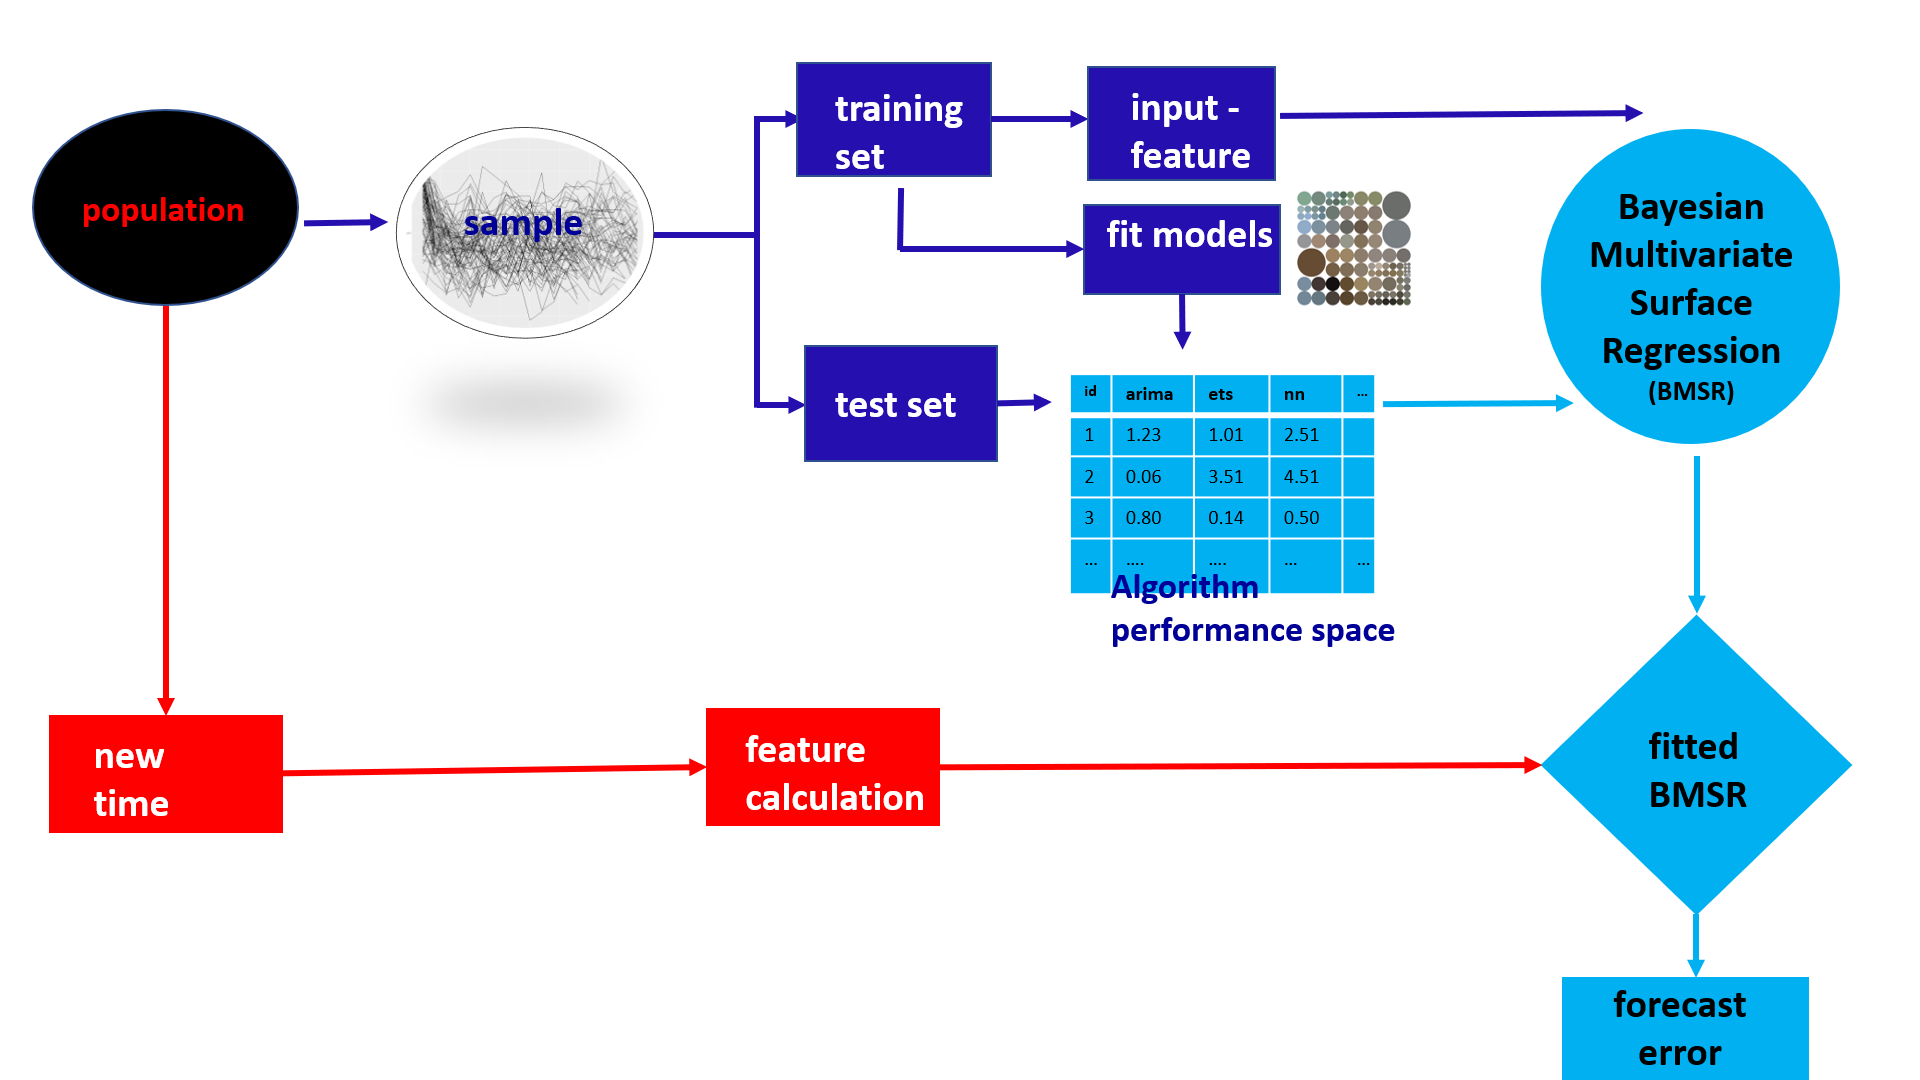 population
sample
training
set
input -
feature
fit models
test set
id arima ets nn ...
1 1.23 1.01 2.51
2 0.06 3.51 4.51
3 0.80 0.14 0.50
... .... .... ... ...
Algorithm
performance space
Bayesian
Multivariate
Surface
Regression
(BMSR)
new
time
feature
calculation
fitted
BMSR
forecast
error